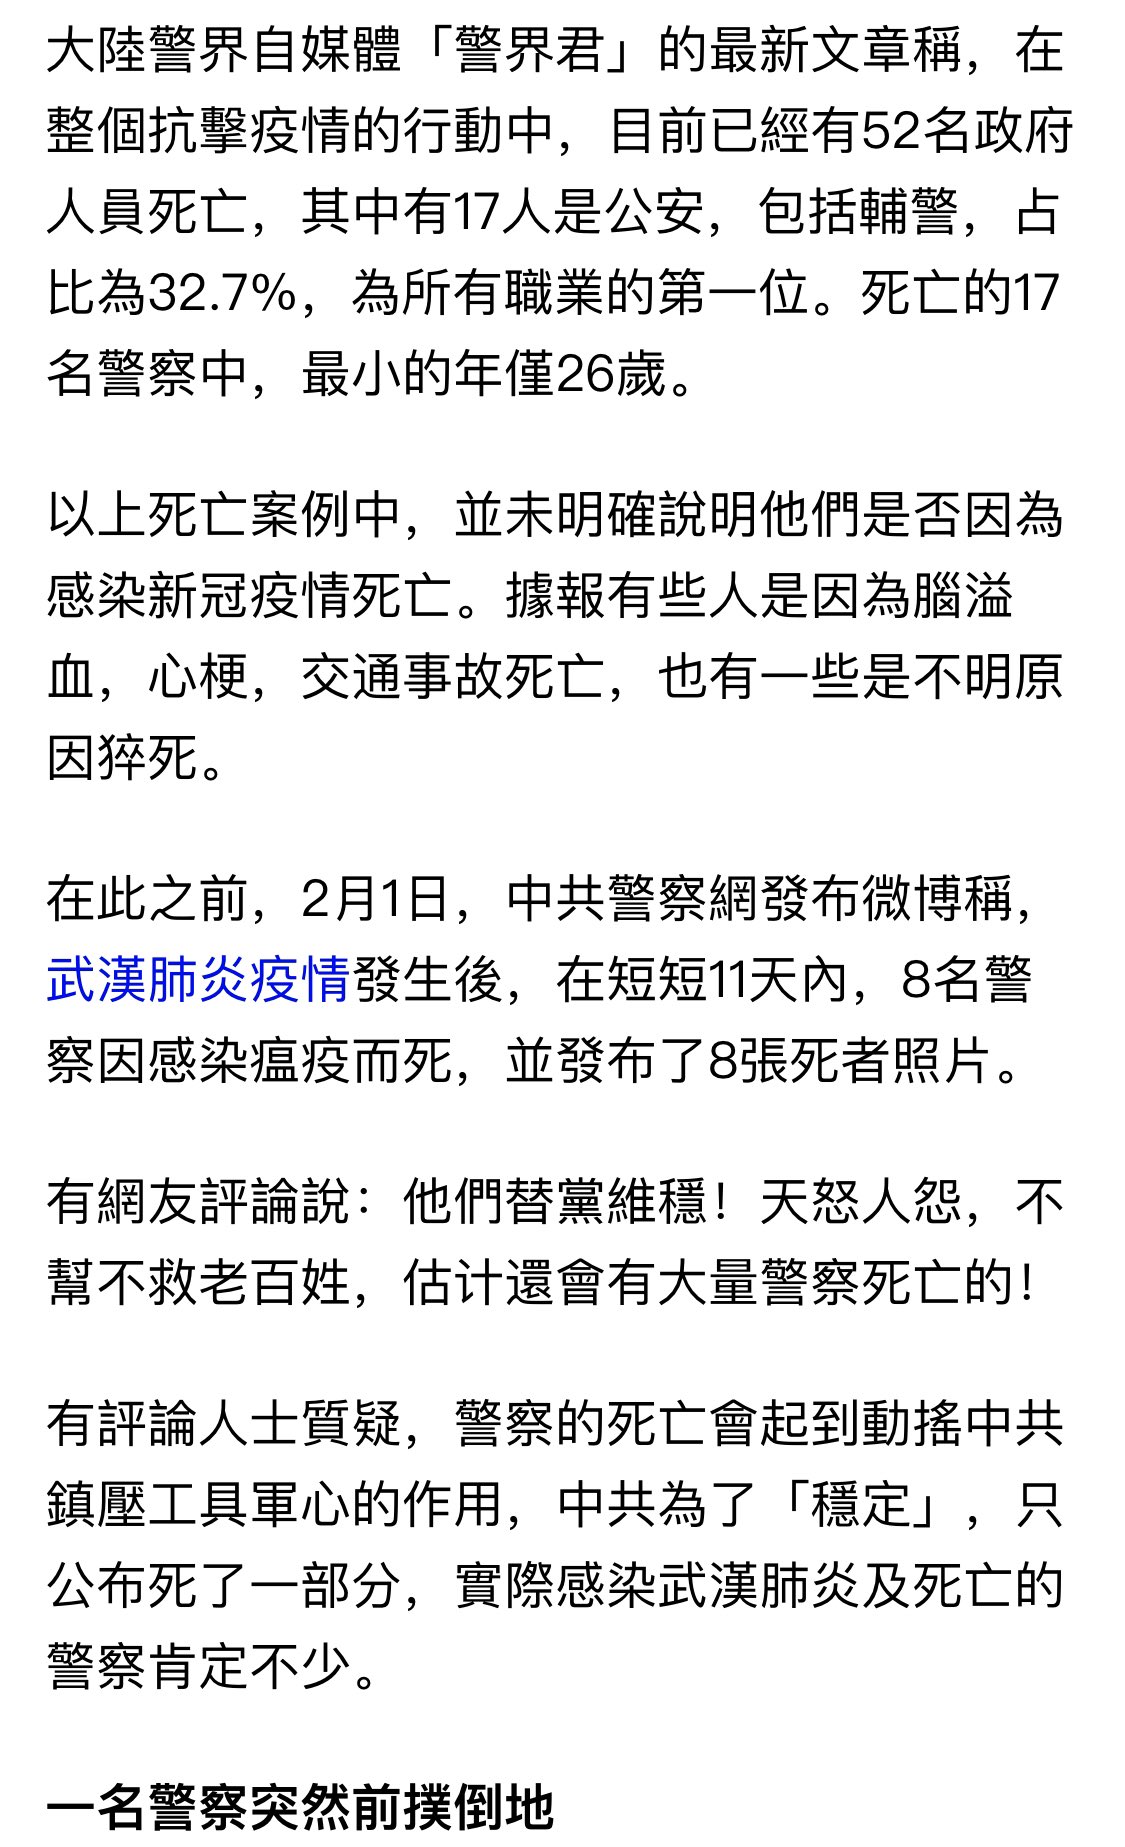 大陸警界自媒體「警界君」的最新文章稱，在
整個抗擊疫情的行動中，目前已經有52名政府
人員死亡，其中有17人是公安，包括輔警，占
比為32.7%，為所有職業的第一位。死亡的17
名警察中，最小的年僅26歲。
以上死亡案例中，並未明確說明他們是否因為
感染新冠疫情死亡。據報有些人是因為腦溢
血，心梗，交通事故死亡，也有一些是不明原
因猝死。
在此之前，2月1日，中共警察網發布微博稱，
武漢肺炎疫情發生後，在短短11天內，8名警
察因感染瘟疫而死，並發布了8張死者照片。
有網友評論說：他們替黨維穩！天怒人怨，不
幫不救老百姓，估计還會有大量警察死亡的！
有評論人士質疑，警察的死亡會起到動搖中共
鎮壓工具軍心的作用，中共為了「穩定」，只
公布死了一部分，實際感染武漢肺炎及死亡的
警察肯定不少。
一名警察突然前撲倒地